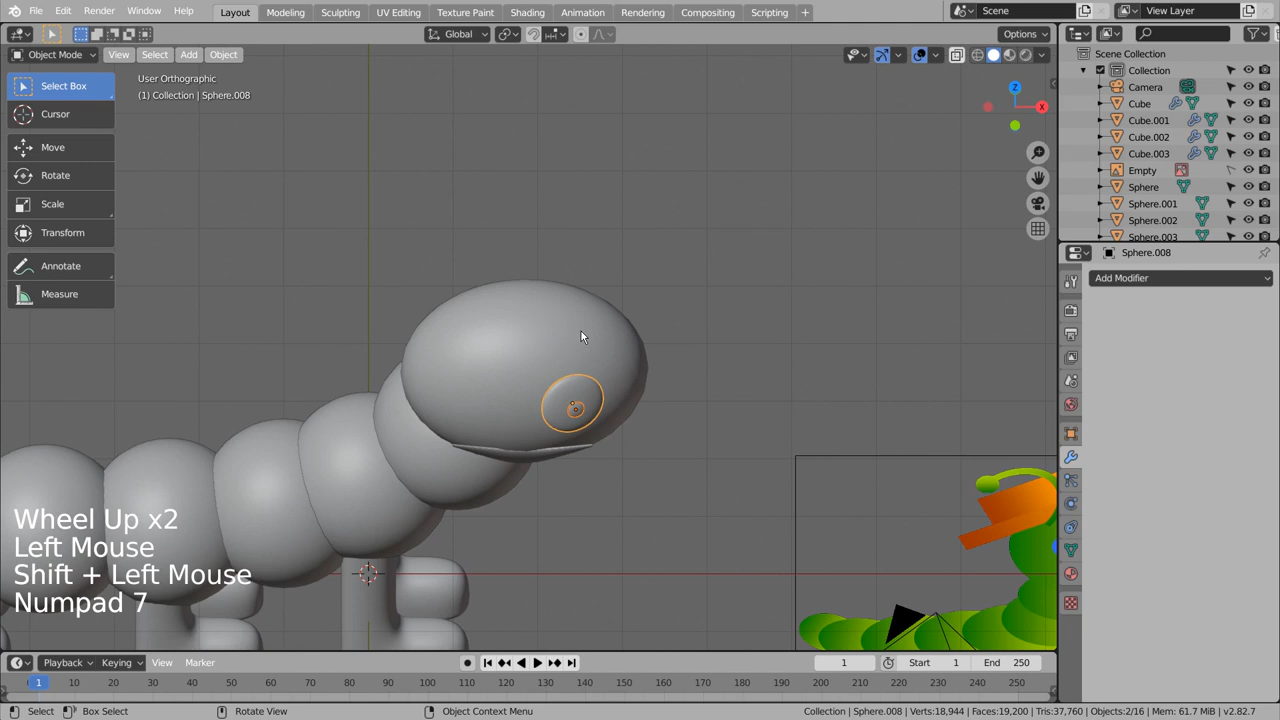 File Edit Render Window Help Layout Modeling Sculpting UV Editing Texture Paint Shading Animation Rendering Compositing Scripting + Scene View Layer
Global Options
Object Mode View Select Add Object
User Orthographic
(1) Collection | Sphere.008
Select Box
Cursor
Move
Rotate
Scale
Transform
Annotate
Measure
Z
X
Scene Collection
Collection
Camera
Cube
Cube.001
Cube.002
Cube.003
Empty
Sphere
Sphere.001
Sphere.002
Sphere.003
Sphere.008
Add Modifier
Wheel Up x2
Left Mouse
Shift + Left Mouse
Numpad 7
Playback Keying View Marker 1 Start 1 End 250
1 10 20 30 40 50 60 70 80 90 100 110 120 130 140 150 160 170 180 190 200 210 220 230 240 250
Select Box Select Rotate View Object Context Menu Collection | Sphere.008 | Verts:18,944 | Faces:19,200 | Tris:37,760 | Objects:2/16 | Mem: 61.7 MiB | v2.82.7